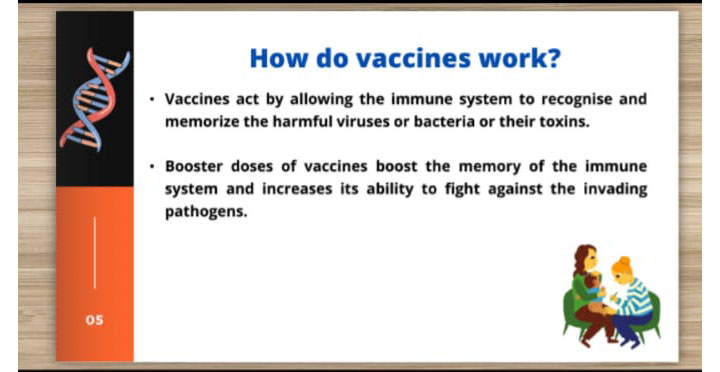 How do vaccines work?
• Vaccines act by allowing the immune system to recognise and
memorize the harmful viruses or bacteria or their toxins.
• Booster doses of vaccines boost the memory of the immune
system and increases its ability to fight against the invading
pathogens.
05